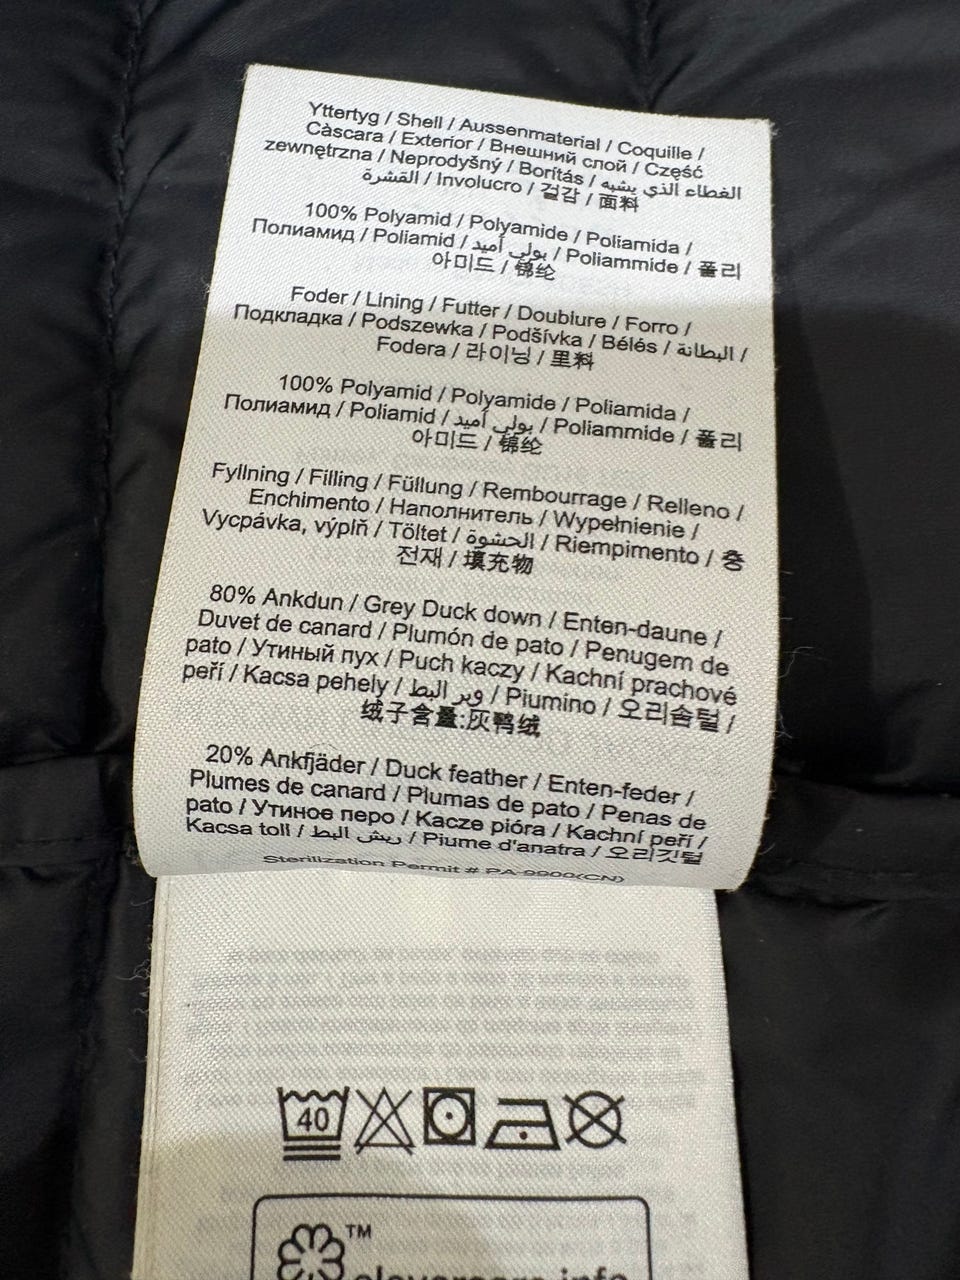 Yttertyg / Shell / Aussenmaterial / Coquille /
Càscara / Exterior / Внешний слой / Część
zewnętrzna / Neprodyšný / Borítás / الغطاء الذي يشبه
القشرة / Involucro / 겉감 / 面料
100% Polyamid / Polyamide / Poliamida /
Полиамид / Poliamid / بولي أميد / Poliammide / 폴리
아미드 / 锦纶
Foder / Lining / Futter / Doublure / Forro /
Подкладка / Podszewka / Podšívka / Bélés / البطانة /
Fodera / 라이닝 / 里料
100% Polyamid / Polyamide / Poliamida /
Полиамид / Poliamid / بولي أميد / Poliammide / 폴리
아미드 / 锦纶
Fyllning / Filling / Füllung / Rembourrage / Relleno /
Enchimento / Наполнитель / Wypełnienie /
Vycpávka, výplň / Töltet / الحشوة / Riempimento / 충
전재 / 填充物
80% Ankdun / Grey Duck down / Enten-daune /
Duvet de canard / Plumón de pato / Penugem de
pato / Утиный пух / Puch kaczy / Kachní prachové
peří / Kacsa pehely / وبر البط / Piumino / 오리솜털 /
绒子含量:灰鸭绒
20% Ankfjäder / Duck feather / Enten-feder /
Plumes de canard / Plumas de pato / Penas de
pato / Утиное перо / Kacze pióra / Kachní peří /
Kacsa toll / ريش البط / Piume d'anatra / 오리깃털
Sterilization Permit # PA-9900(CN)
40
TM
clevercare.info